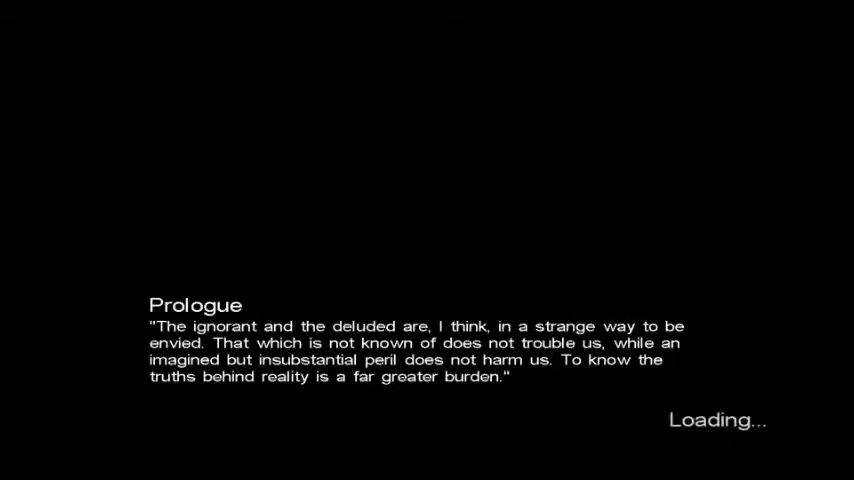 Prologue
"The ignorant and the deluded are, I think, in a strange way to be
envied. That which is not known of does not trouble us, while an
imagined but insubstantial peril does not harm us. To know the
truths behind reality is a far greater burden."
Loading...